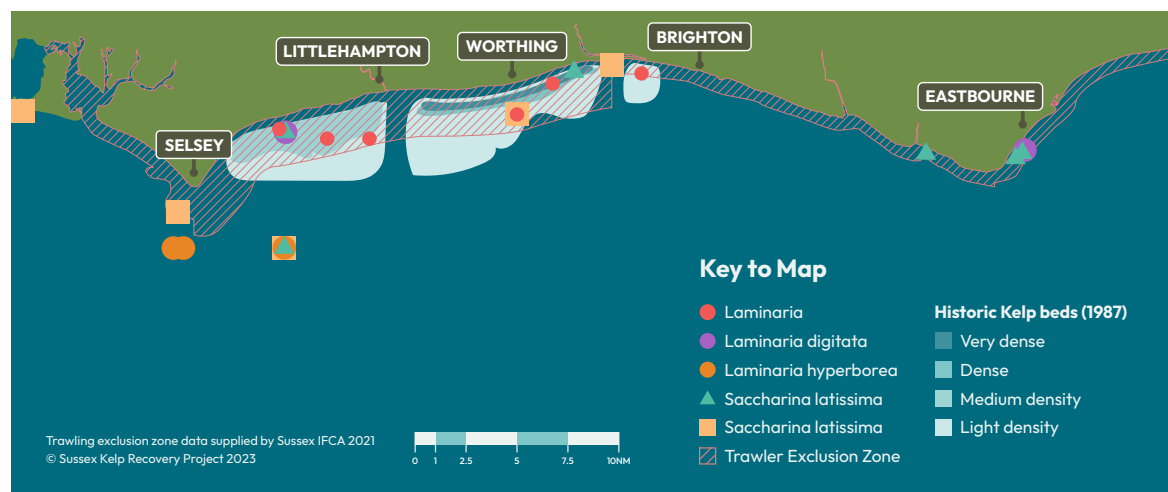 BRIGHTON
WORTHING
LITTLEHAMPTON
EASTBOURNE
SELSEY
Key to Map
Laminaria
Laminaria digitata
Laminaria hyperborea
Saccharina latissima
Saccharina latissima
Trawler Exclusion Zone
Historic Kelp beds (1987)
Very dense
Dense
Medium density
Light density
Trawling exclusion zone data supplied by Sussex IFCA 2021
© Sussex Kelp Recovery Project 2023
0 1 2.5 5 7.5 10NM